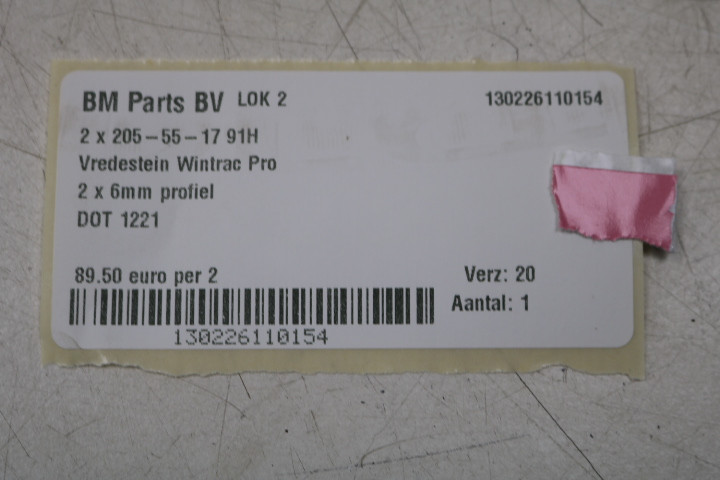 BM Parts BV LOK 2 130226110154
2 x 205-55-17 91H
Vredestein Wintrac Pro
2 x 6mm profiel
DOT 1221
89.50 euro per 2 Verz: 20
Aantal: 1
130226110154